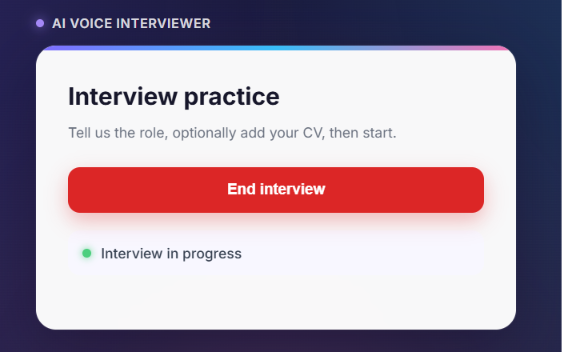 AI VOICE INTERVIEWER
Interview practice
Tell us the role, optionally add your CV, then start.
End interview
Interview in progress